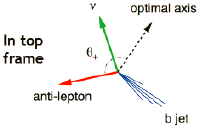 ν
optimal axis
In top
frame
θ+
anti-lepton
b jet